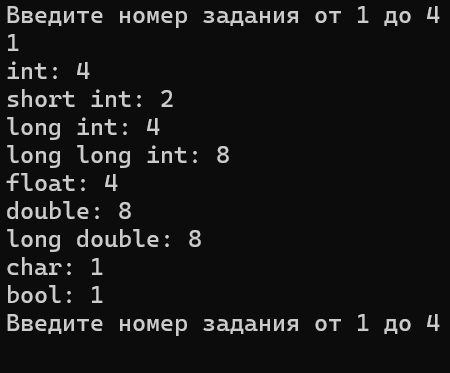 Введите номер задания от 1 до 4
1
int: 4
short int: 2
long int: 4
long long int: 8
float: 4
double: 8
long double: 8
char: 1
bool: 1
Введите номер задания от 1 до 4